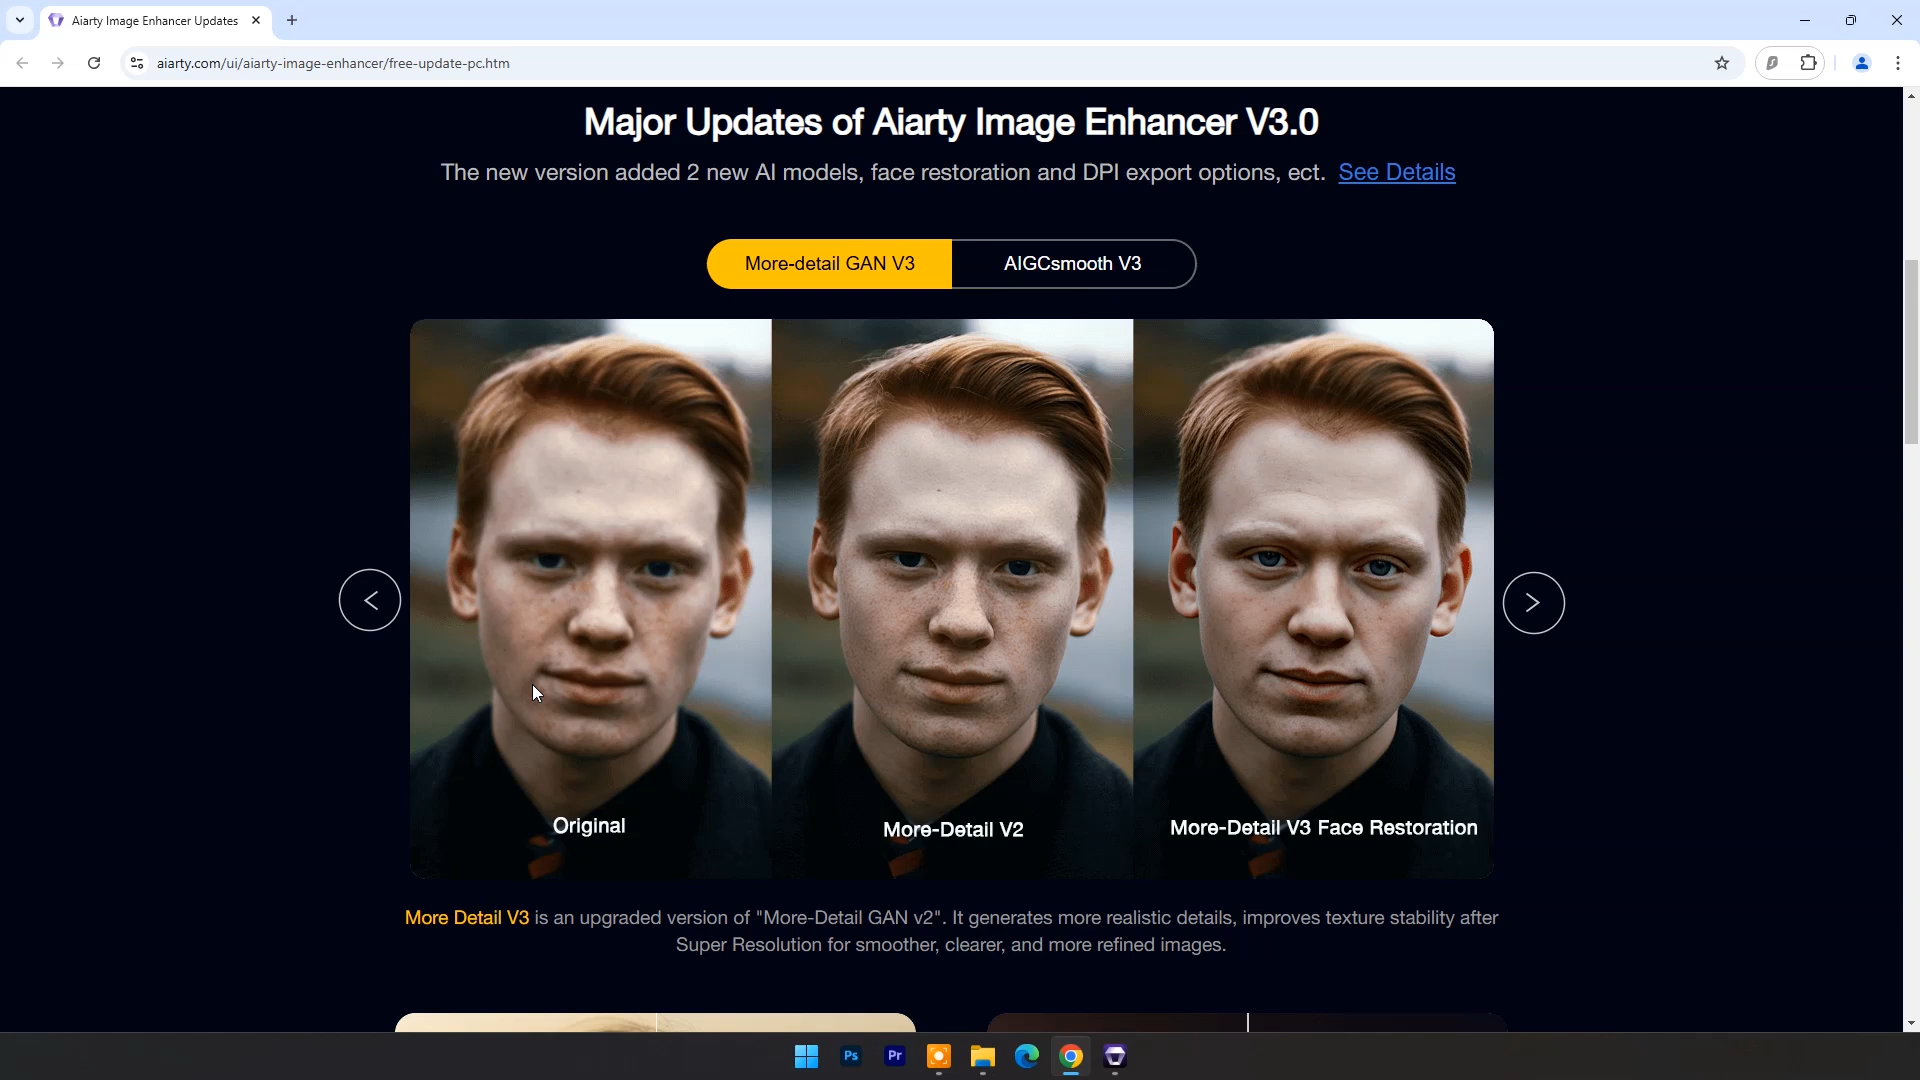 Aiarty Image Enhancer Updates
aiarty.com/ui/aiarty-image-enhancer/free-update-pc.htm
Major Updates of Aiarty Image Enhancer V3.0
The new version added 2 new AI models, face restoration and DPI export options, ect. See Details
More-detail GAN V3
AIGCsmooth V3
Original
More-Detail V2
More-Detail V3 Face Restoration
More Detail V3 is an upgraded version of "More-Detail GAN v2". It generates more realistic details, improves texture stability after
Super Resolution for smoother, clearer, and more refined images.
Ps
Pr